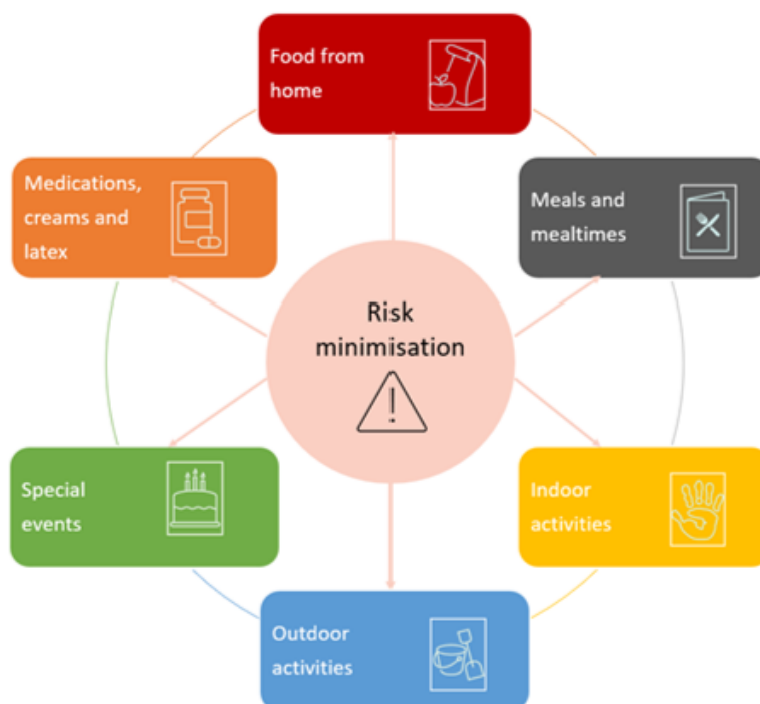 Food from
home
Medications,
creams and
latex
Meals and
mealtimes
Risk
minimisation
Special
events
Indoor
activities
Outdoor
activities